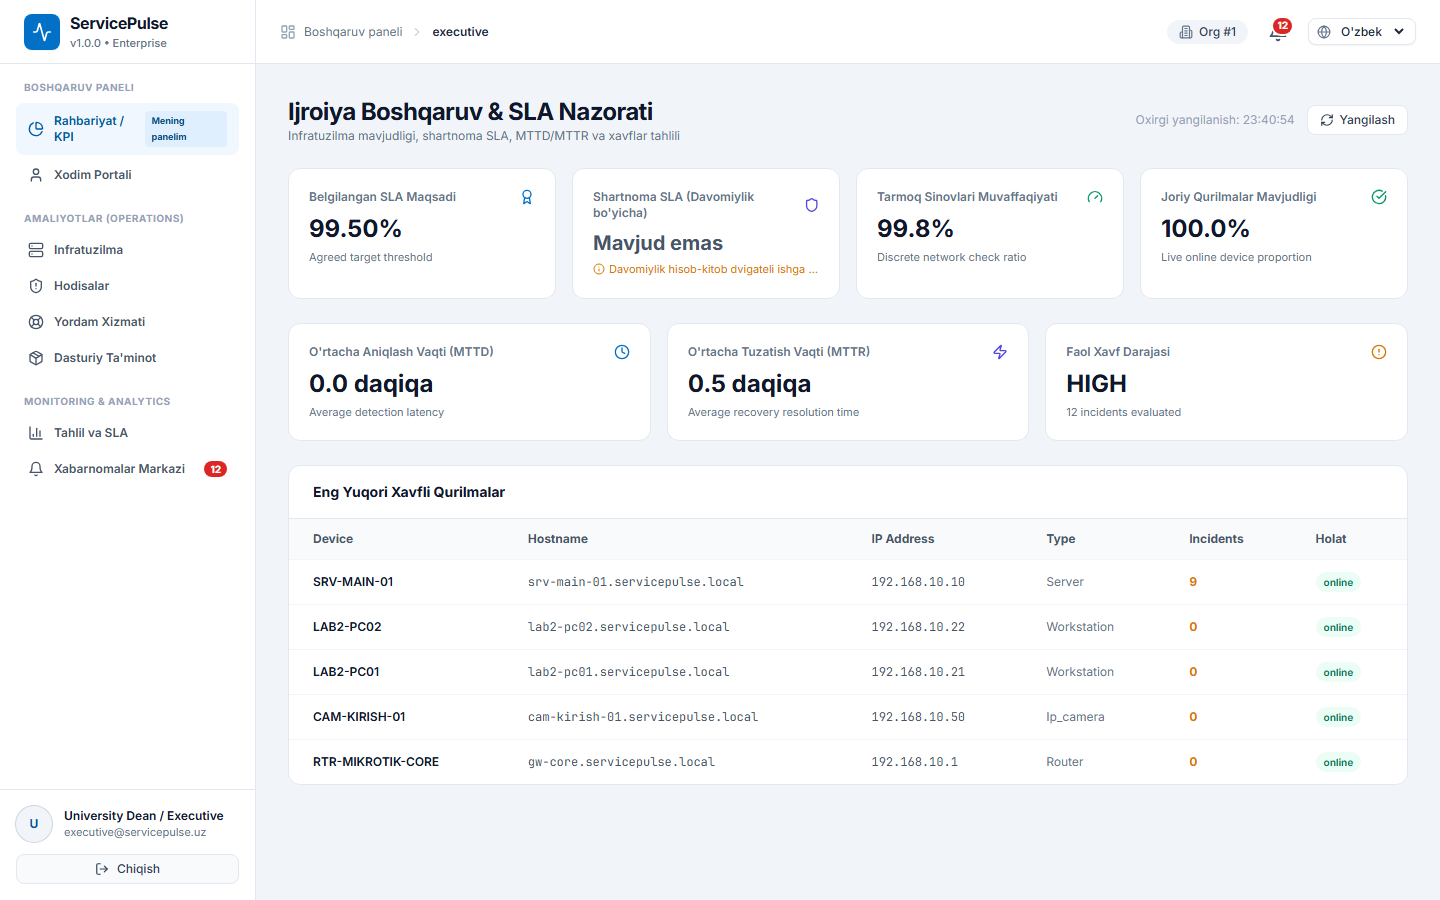 ServicePulse
v1.0.0 • Enterprise
BOSHQARUV PANELI
Rahbariyat /
KPI
Mening
panelim
Xodim Portali
AMALIYOTLAR (OPERATIONS)
Infratuzilma
Hodisalar
Yordam Xizmati
Dasturiy Ta'minot
MONITORING & ANALYTICS
Tahlil va SLA
Xabarnomalar Markazi 12
U
University Dean / Executive
executive@servicepulse.uz
Chiqish
Boshqaruv paneli executive
Org #1
12
O'zbek
Ijroiya Boshqaruv & SLA Nazorati
Infratuzilma mavjudligi, shartnoma SLA, MTTD/MTTR va xavflar tahlili
Oxirgi yangilanish: 23:40:54
Yangilash
Belgilangan SLA Maqsadi
99.50%
Agreed target threshold
Shartnoma SLA (Davomiylik
bo'yicha)
Mavjud emas
Davomiylik hisob-kitob dvigateli ishga ...
Tarmoq Sinovlari Muvaffaqiyati
99.8%
Discrete network check ratio
Joriy Qurilmalar Mavjudligi
100.0%
Live online device proportion
O'rtacha Aniqlash Vaqti (MTTD)
0.0 daqiqa
Average detection latency
O'rtacha Tuzatish Vaqti (MTTR)
0.5 daqiqa
Average recovery resolution time
Faol Xavf Darajasi
HIGH
12 incidents evaluated
Eng Yuqori Xavfli Qurilmalar
Device Hostname IP Address Type Incidents Holat
SRV-MAIN-01 srv-main-01.servicepulse.local 192.168.10.10 Server 9 online
LAB2-PC02 lab2-pc02.servicepulse.local 192.168.10.22 Workstation 0 online
LAB2-PC01 lab2-pc01.servicepulse.local 192.168.10.21 Workstation 0 online
CAM-KIRISH-01 cam-kirish-01.servicepulse.local 192.168.10.50 Ip_camera 0 online
RTR-MIKROTIK-CORE gw-core.servicepulse.local 192.168.10.1 Router 0 online